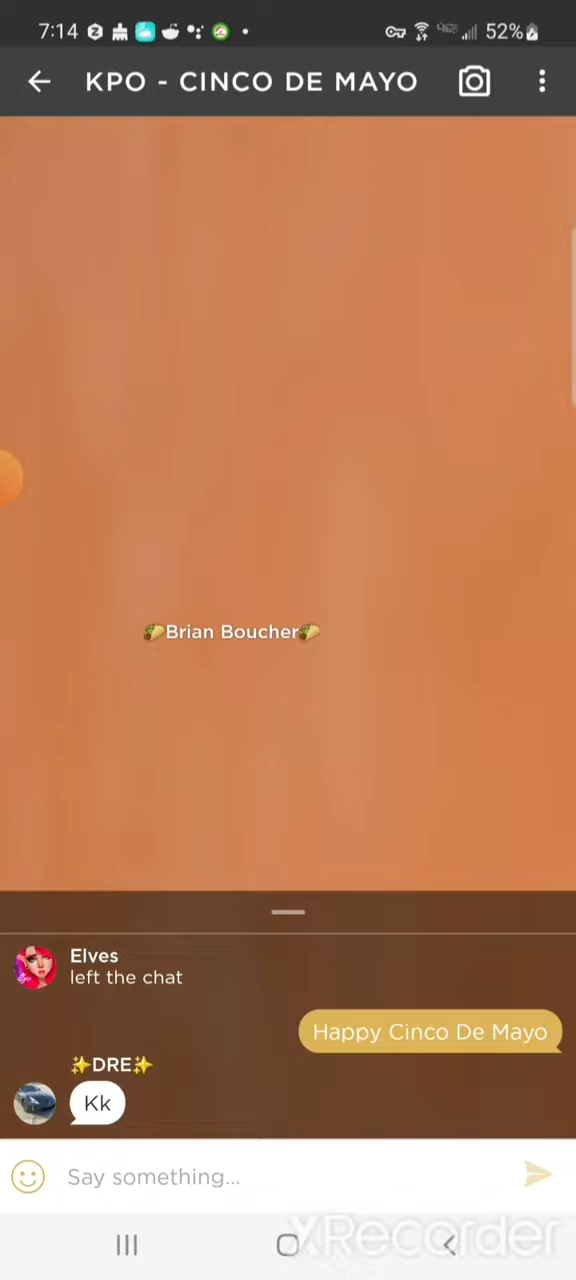 7:14
52%
KPO - CINCO DE MAYO
🌮Brian Boucher🌮
Elves
left the chat
Happy Cinco De Mayo
✨DRE✨
Kk
Say something...
XRecorder